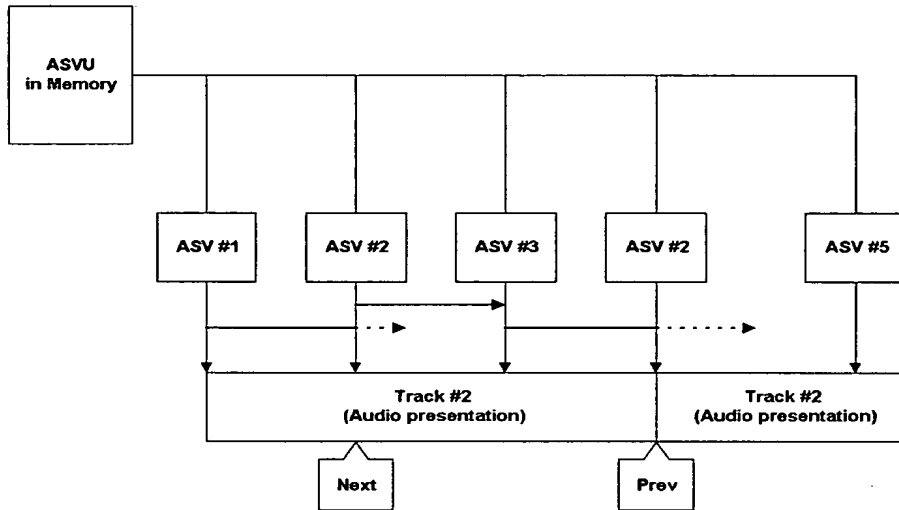 ASVU
in Memory
ASV #1
ASV #2
ASV #3
ASV #2
ASV #5
Track #2
(Audio presentation)
Track #2
(Audio presentation)
Next
Prev